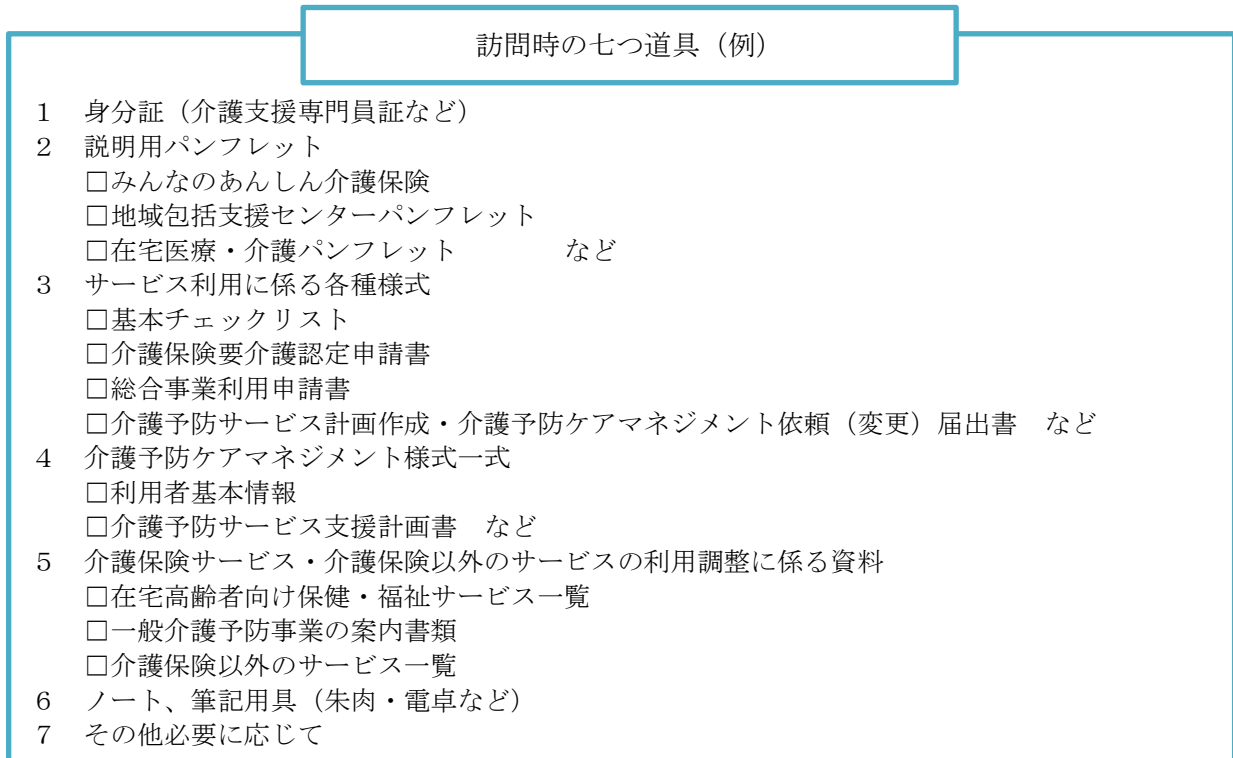 訪問時の七つ道具（例）
１　身分証（介護支援専門員証など）
２　説明用パンフレット
□みんなのあんしん介護保険
□地域包括支援センターパンフレット
□在宅医療・介護パンフレット　　　　など
３　サービス利用に係る各種様式
□基本チェックリスト
□介護保険要介護認定申請書
□総合事業利用申請書
□介護予防サービス計画作成・介護予防ケアマネジメント依頼（変更）届出書　など
４　介護予防ケアマネジメント様式一式
□利用者基本情報
□介護予防サービス支援計画書　など
５　介護保険サービス・介護保険以外のサービスの利用調整に係る資料
□在宅高齢者向け保健・福祉サービス一覧
□一般介護予防事業の案内書類
□介護保険以外のサービス一覧
６　ノート、筆記用具（朱肉・電卓など）
７　その他必要に応じて